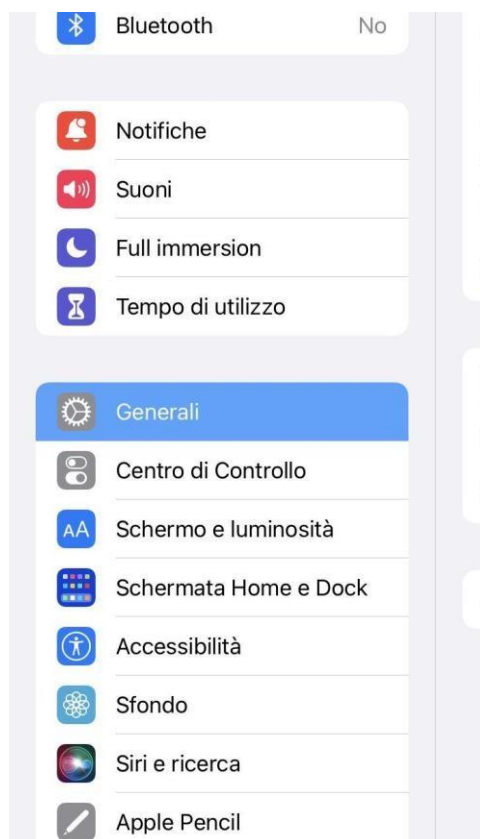 Bluetooth No
Notifiche
Suoni
Full immersion
Tempo di utilizzo
Generali
Centro di Controllo
AA Schermo e luminosità
Schermata Home e Dock
Accessibilità
Sfondo
Siri e ricerca
Apple Pencil